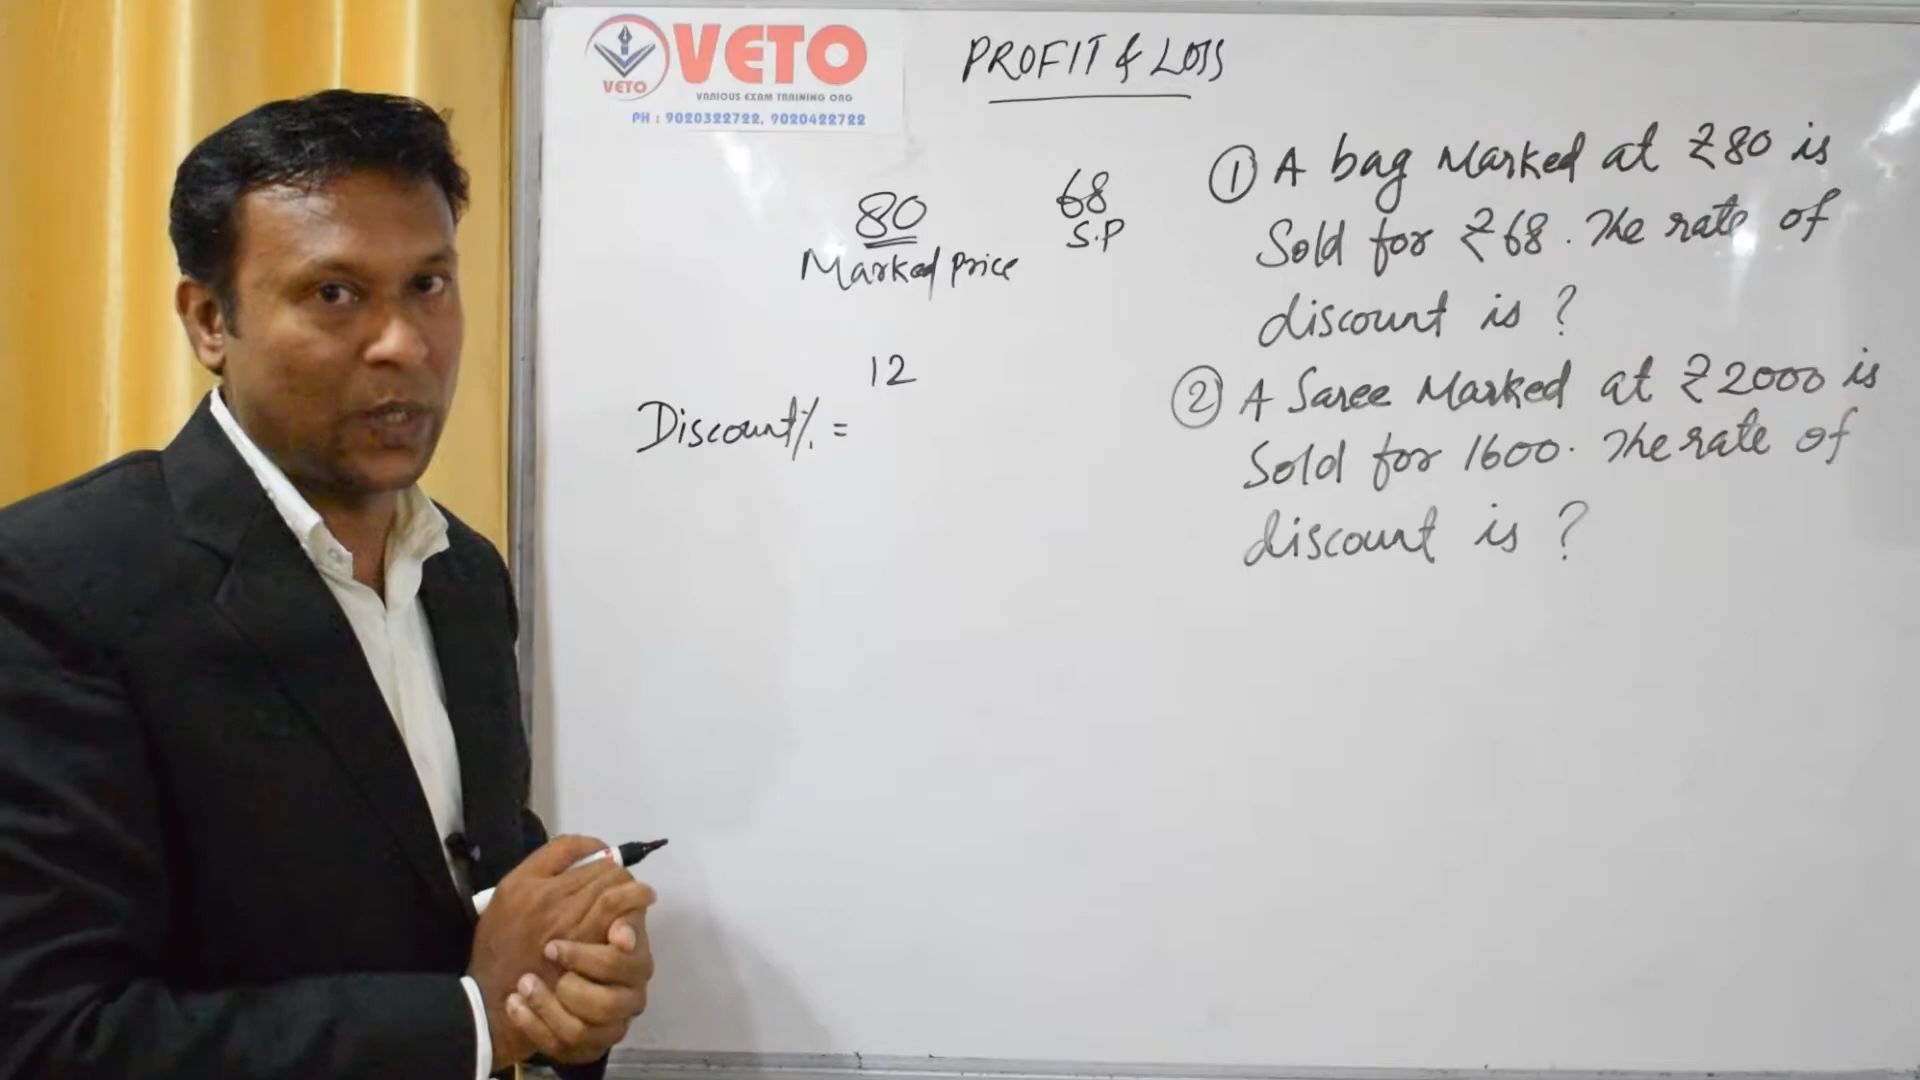 VETO
VETO
VARIOUS EXAM TRAINING ORG
PH : 9020322722, 9020422722
PROFIT & LOSS
80
Marked price
68
S.P
12
Discount% =
① A bag Marked at ₹80 is
Sold for ₹68. The rate of
discount is ?
② A Saree Marked at ₹2000 is
Sold for 1600. The rate of
discount is ?